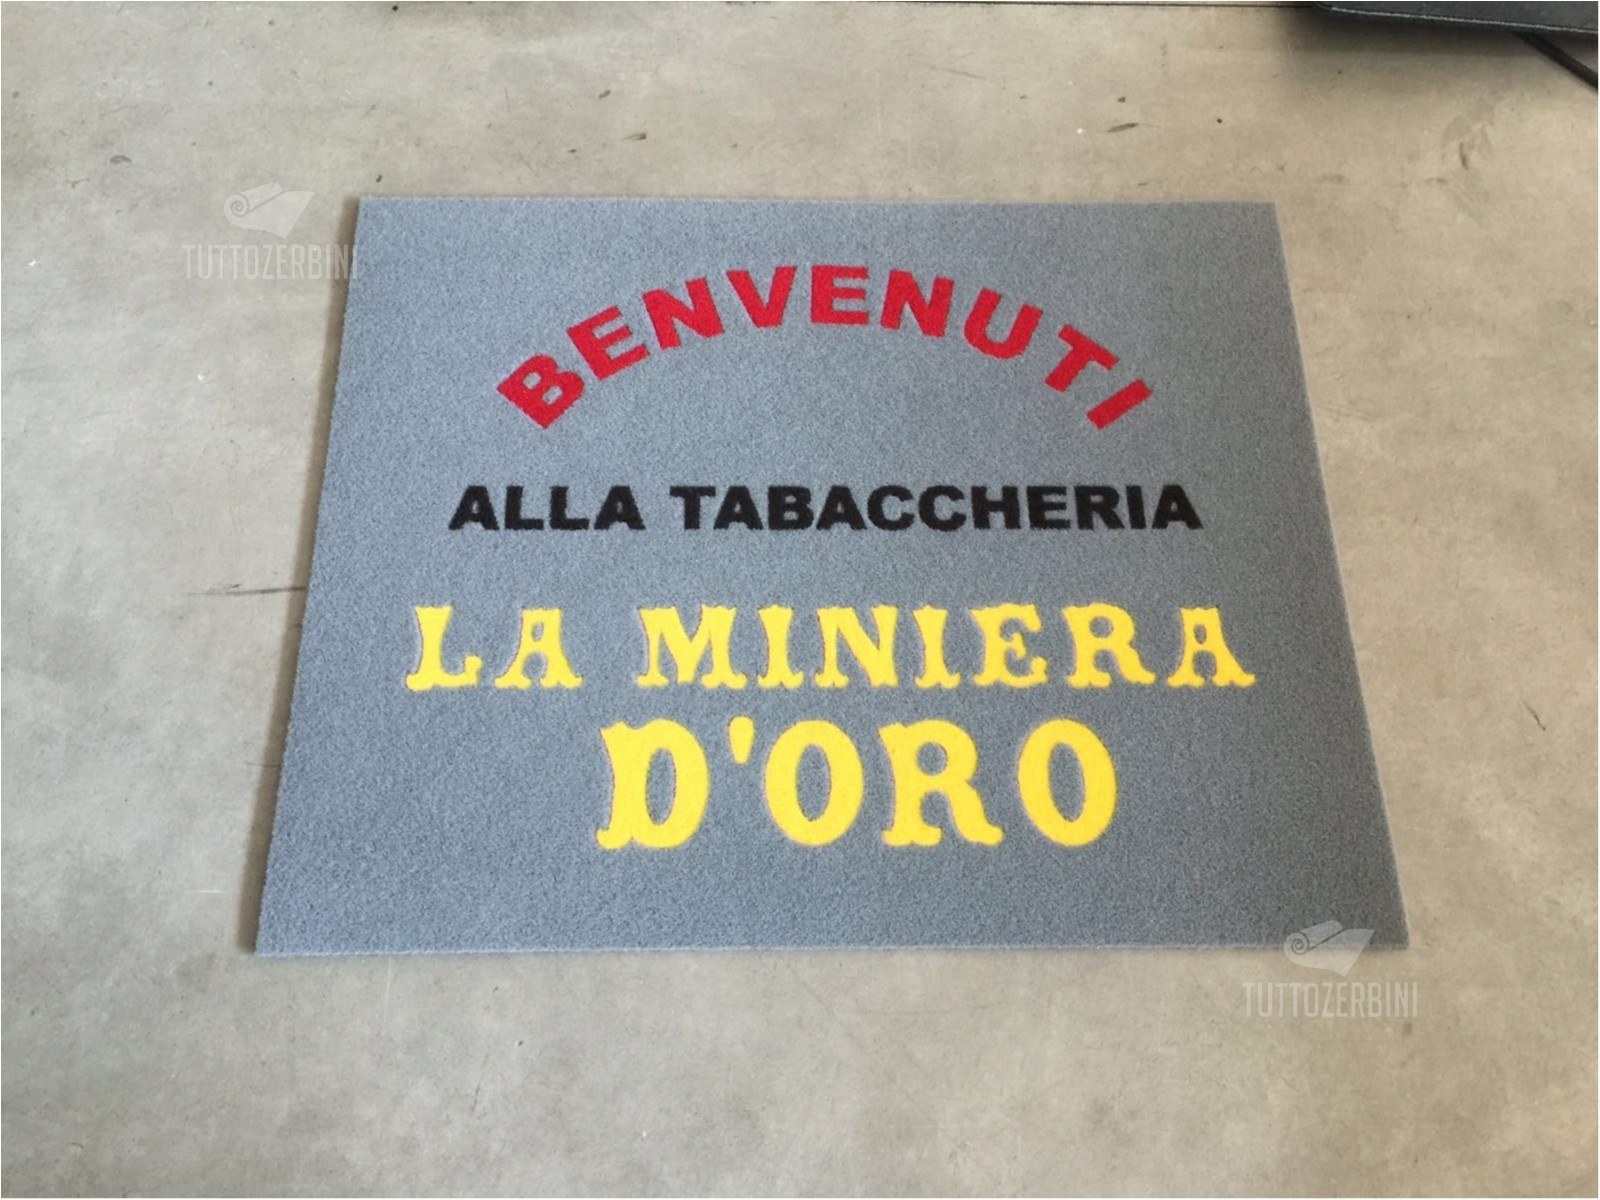 TUTTOZERBINI
BENVENUTI
ALLA TABACCHERIA
LA MINIERA
D'ORO
TUTTOZERBINI